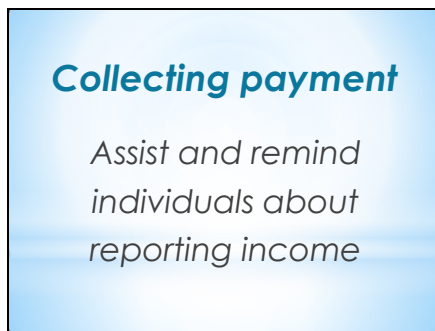 Collecting payment
Assist and remind
individuals about
reporting income